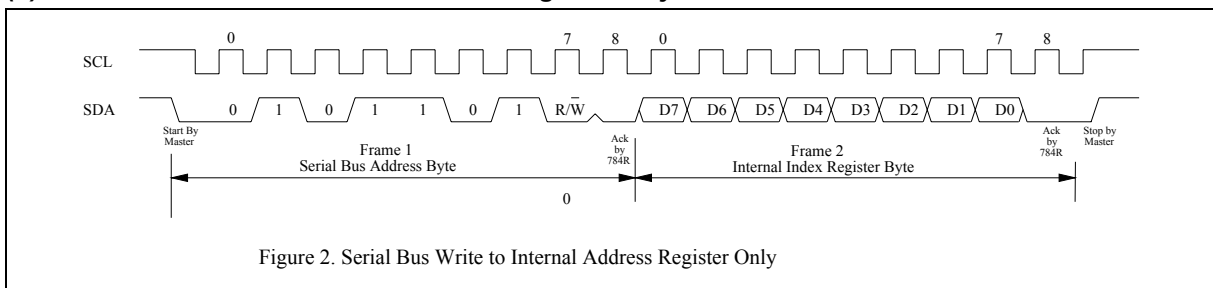 0 7 8 0 7 8
SCL
SDA 0 1 0 1 1 0 1 R/W̅ D7 D6 D5 D4 D3 D2 D1 D0
Start By
Master
Ack
by
784R
Ack
by
784R
Stop by
Master
Frame 1
Serial Bus Address Byte
Frame 2
Internal Index Register Byte
0
Figure 2. Serial Bus Write to Internal Address Register Only